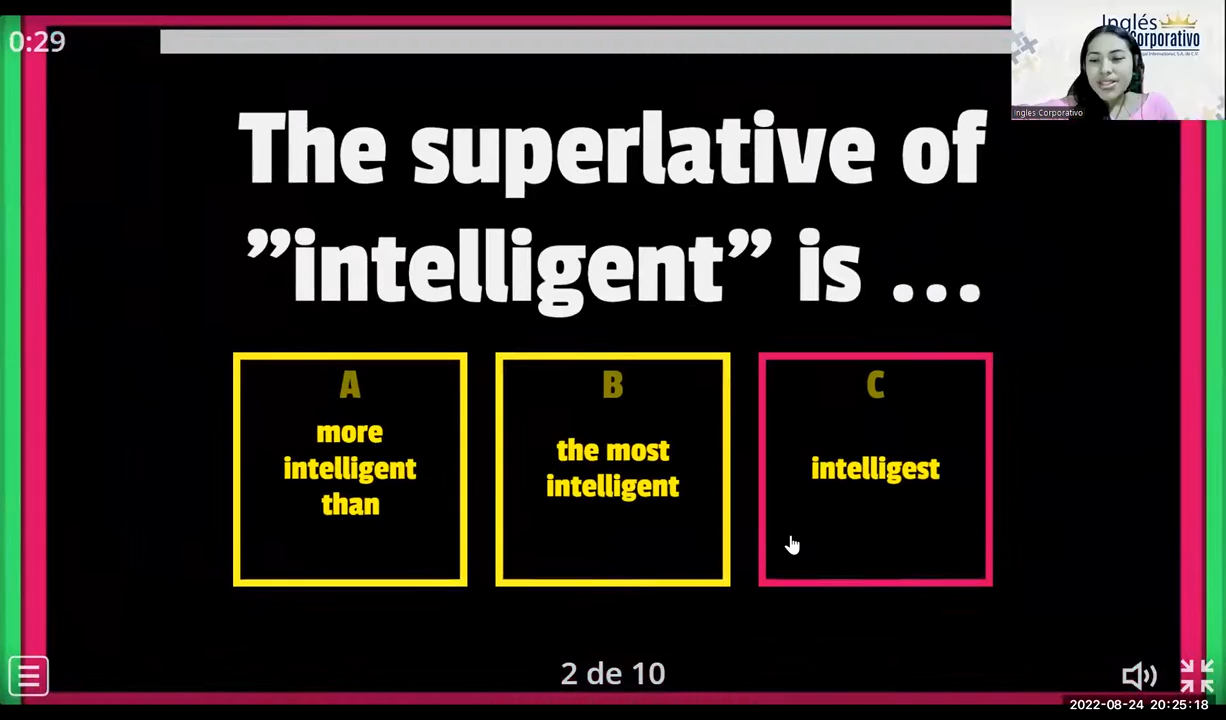 0:29
Inglés
Corporativo
Ingles Corporativo
The superlative of
”intelligent” is ...
A
more
intelligent
than
B
the most
intelligent
C
intelligest
2 de 10
2022-08-24 20:25:18